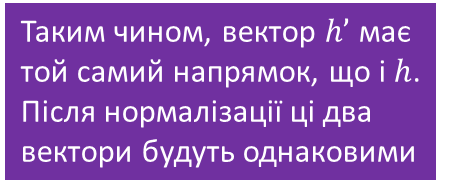 Таким чином, вектор h’ має
той самий напрямок, що і h.
Після нормалізації ці два
вектори будуть однаковими